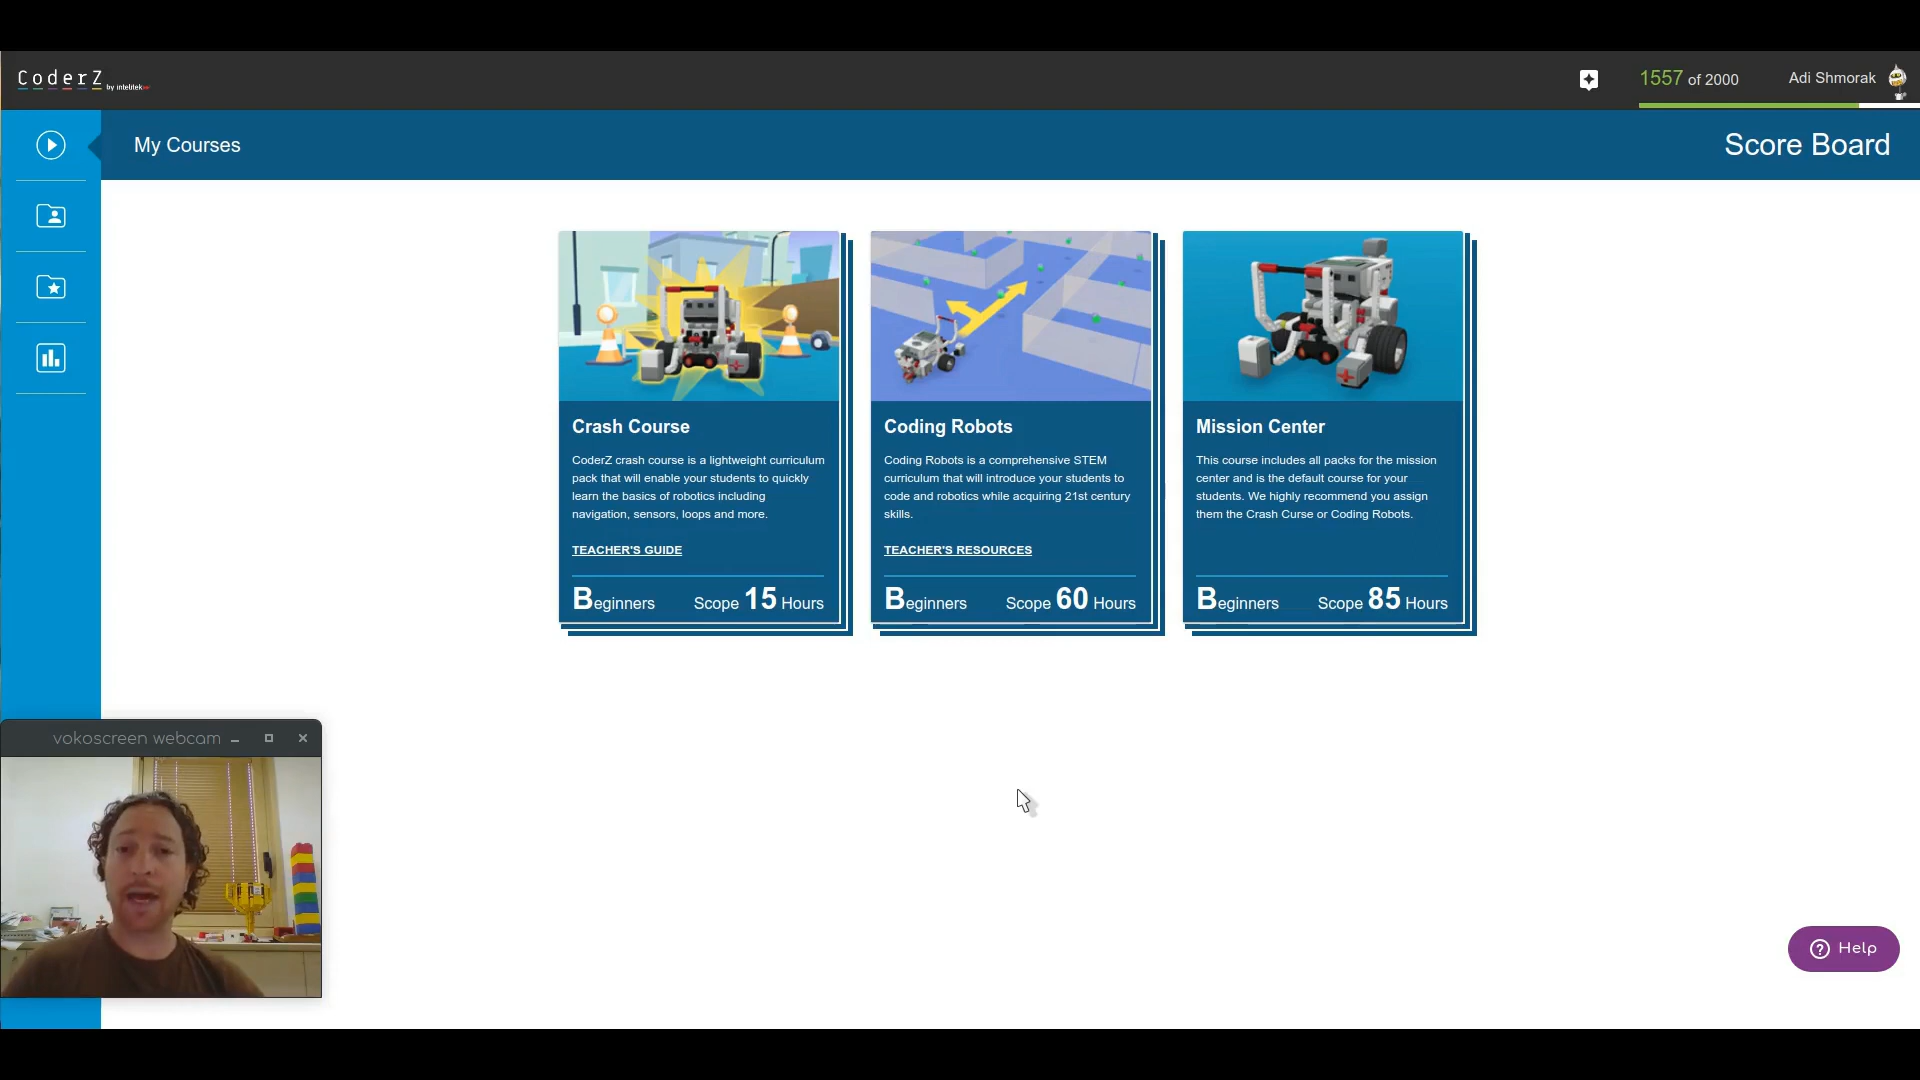 CoderZ by intelitek
1557 of 2000
Adi Shmorak
My Courses
Score Board
Crash Course
CoderZ crash course is a lightweight curriculum
pack that will enable your students to quickly
learn the basics of robotics including
navigation, sensors, loops and more.
TEACHER'S GUIDE
Beginners
Scope 15 Hours
Coding Robots
Coding Robots is a comprehensive STEM
curriculum that will introduce your students to
code and robotics while acquiring 21st century
skills.
TEACHER'S RESOURCES
Beginners
Scope 60 Hours
Mission Center
This course includes all packs for the mission
center and is the default course for your
students. We highly recommend you assign
them the Crash Curse or Coding Robots.
Beginners
Scope 85 Hours
vokoscreen webcam
Help